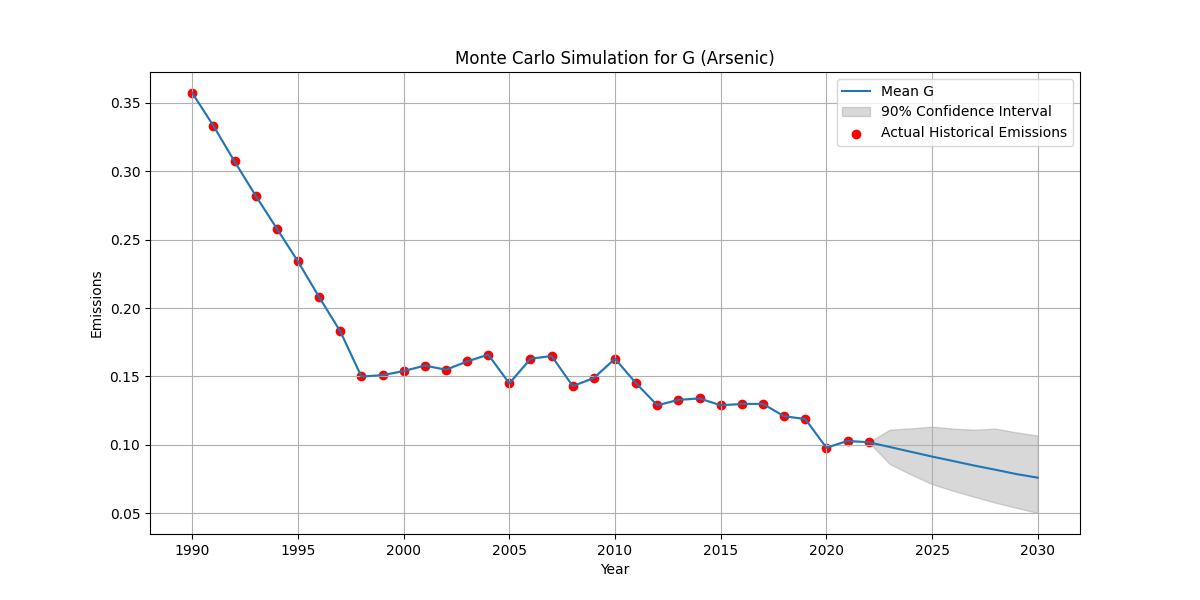 Monte Carlo Simulation for G (Arsenic)
Mean G
90% Confidence Interval
Actual Historical Emissions
0.35
0.30
0.25
0.20
0.15
0.10
0.05
Emissions
1990 1995 2000 2005 2010 2015 2020 2025 2030
Year